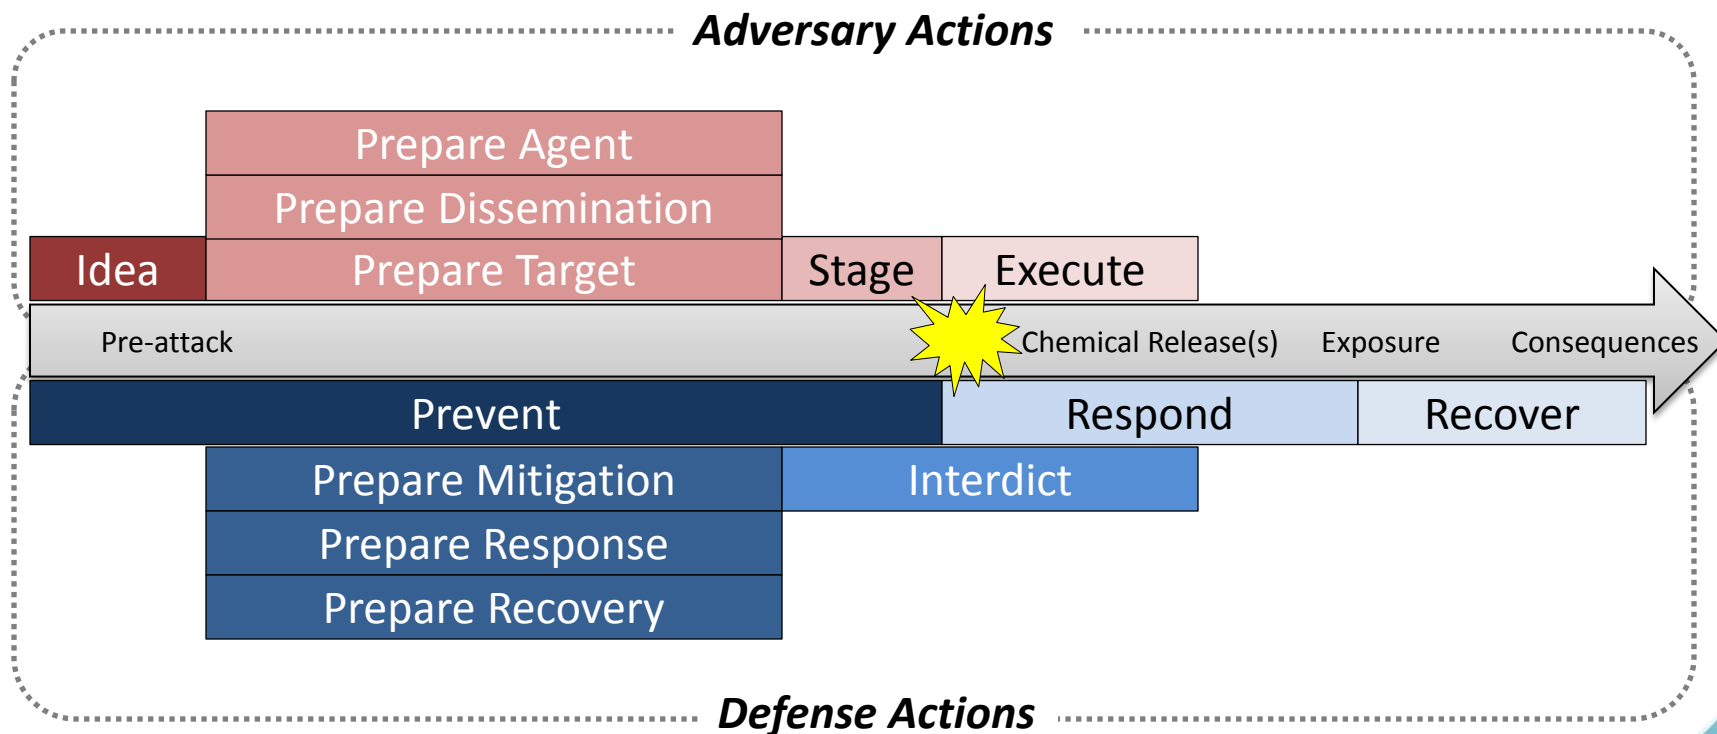 Adversary Actions
Prepare Agent
Prepare Dissemination
Idea
Prepare Target
Stage
Execute
Pre-attack
Chemical Release(s)
Exposure
Consequences
Prevent
Respond
Recover
Prepare Mitigation
Interdict
Prepare Response
Prepare Recovery
Defense Actions